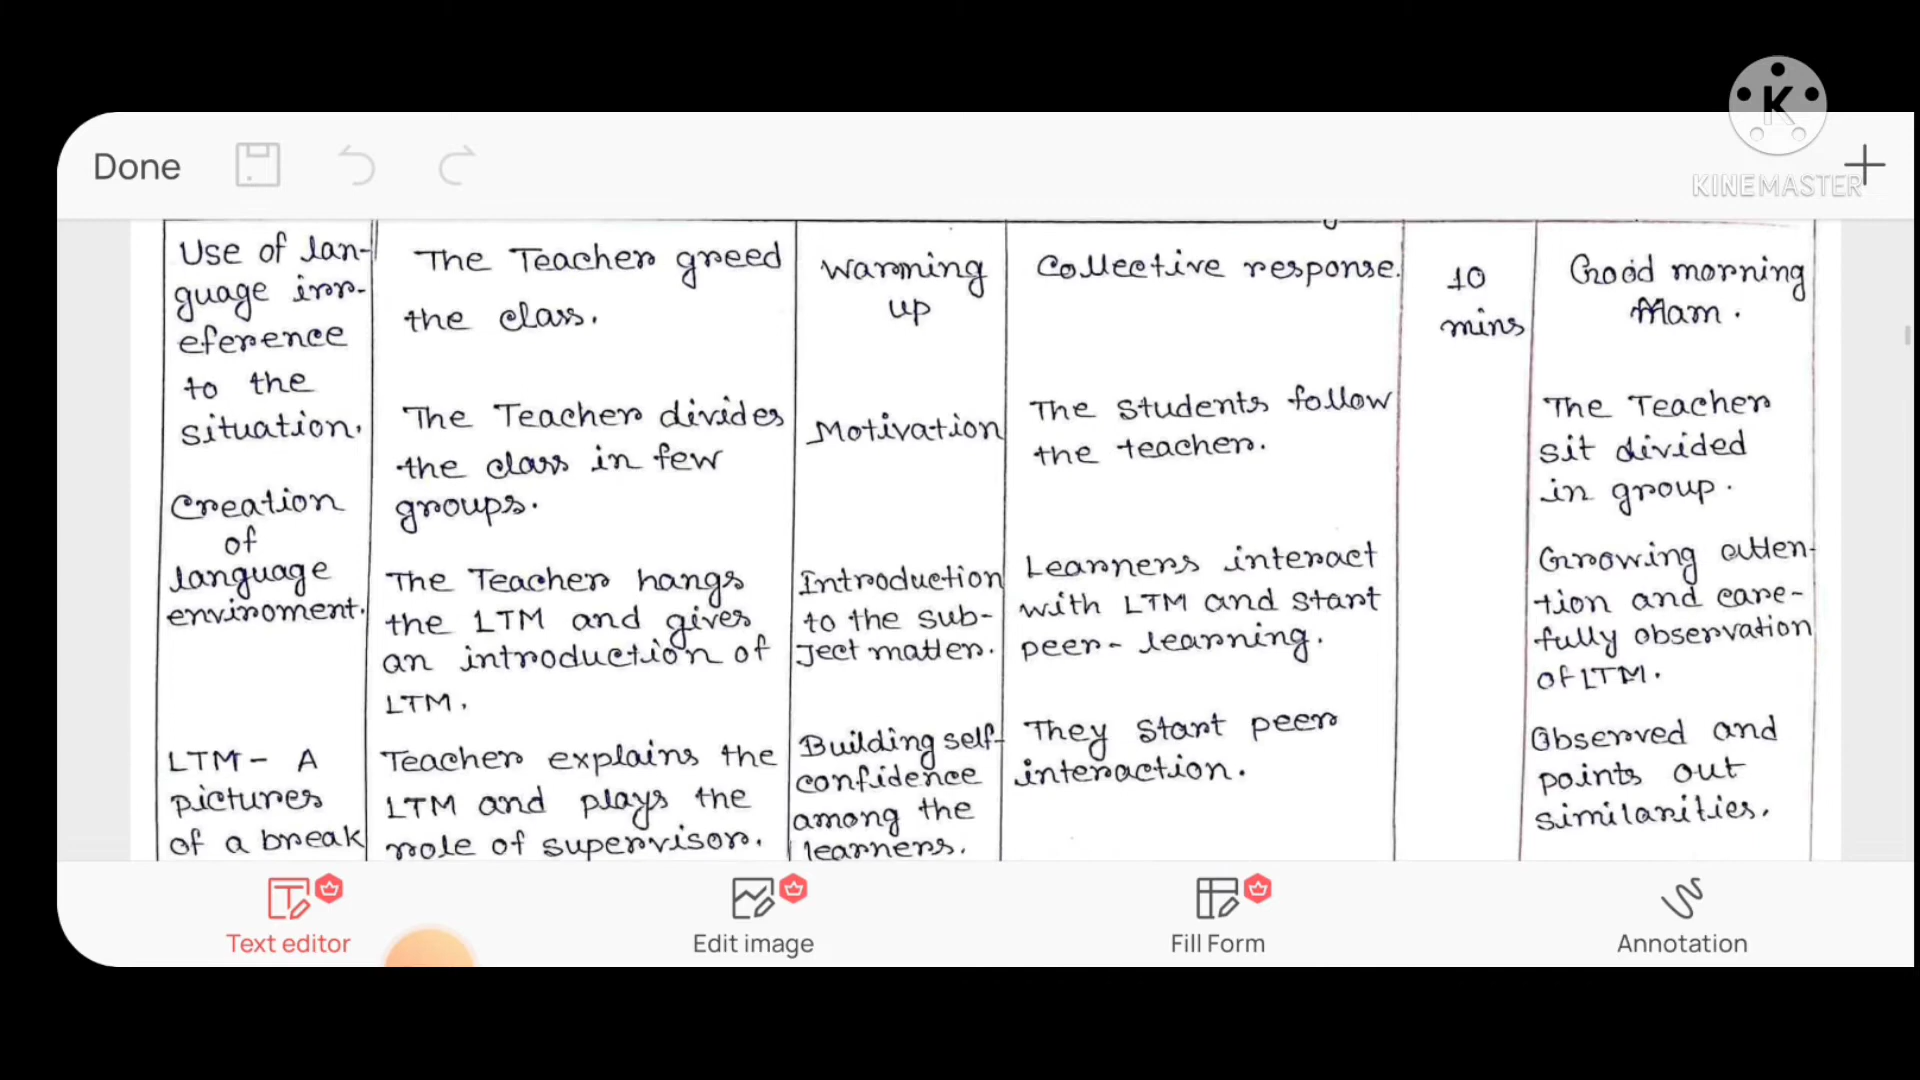 K
KINEMASTER
Done
Use of lan-
guage inr-
eference
to the
situation.
Creation
of
language
enviroment.
LTM - A
pictures
of a break
The Teacher greed
the class.
The Teacher divides
the class in few
groups.
The Teacher hangs
the LTM and gives
an introduction of
LTM.
Teacher explains the
LTM and plays the
role of supervisor.
Warming
up
Motivation
Introduction
to the sub-
ject matter.
Building self-
confidence
among the
learners.
Collective response.
The students follow
the teacher.
Learners interact
with LTM and start
peer-learning.
They start peer
interaction.
10
mins
Good morning
Mam.
The Teacher
sit divided
in group.
Growing atten-
tion and care-
fully observation
of LTM.
Observed and
points out
similarities.
Text editor
Edit image
Fill Form
Annotation